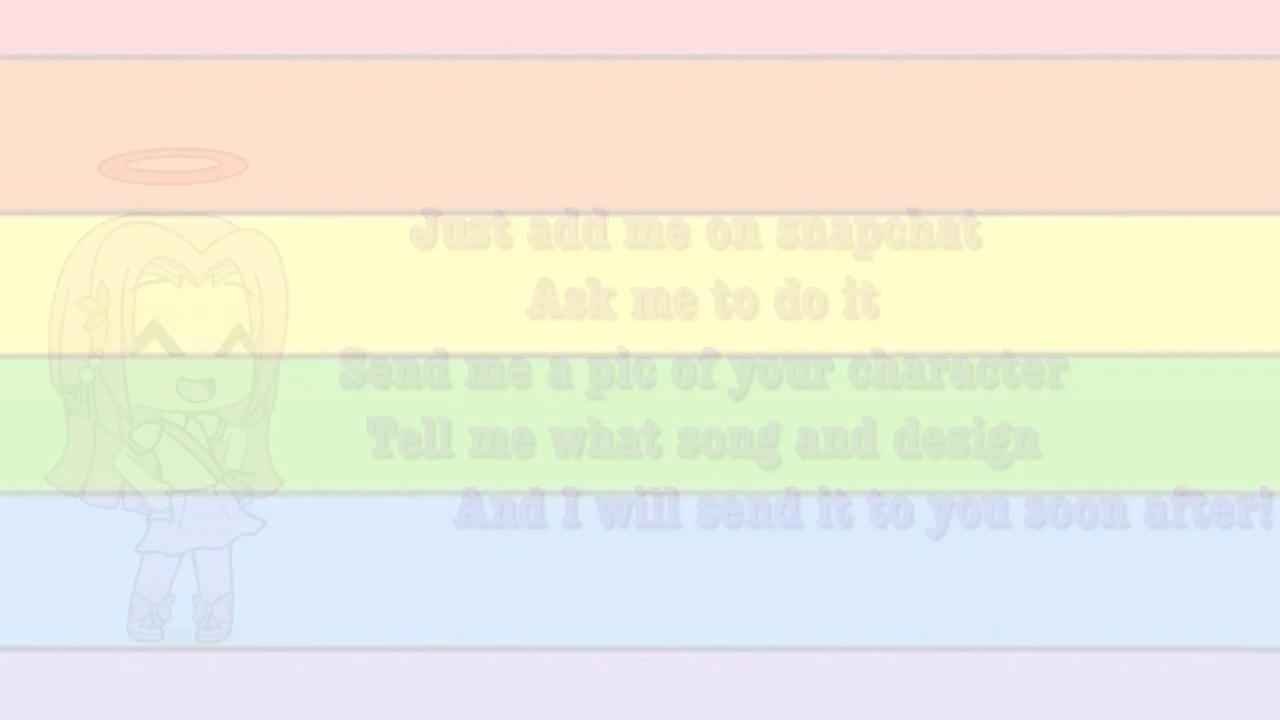 Just add me on snapchat
Ask me to do it
Send me a pic of your character
Tell me what song and design
And I will send it to you soon after!